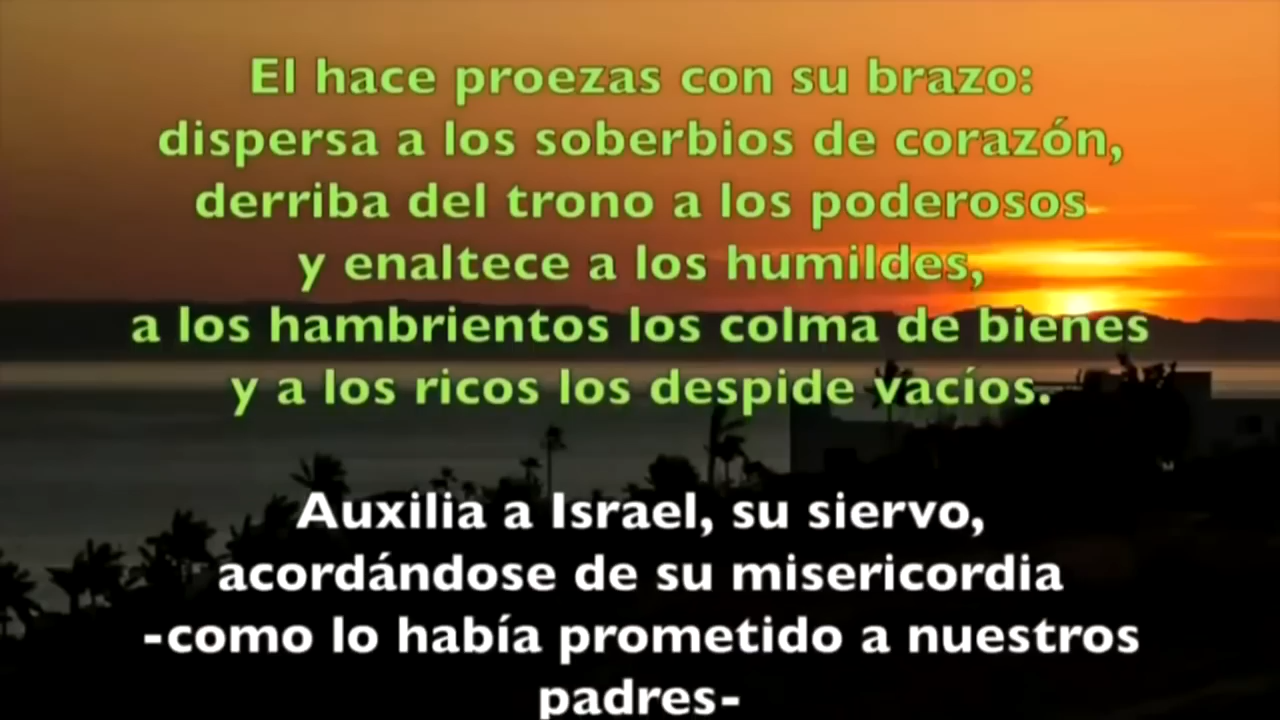 El hace proezas con su brazo:
dispersa a los soberbios de corazón,
derriba del trono a los poderosos
y enaltece a los humildes,
a los hambrientos los colma de bienes
y a los ricos los despide vacíos.
Auxilia a Israel, su siervo,
acordándose de su misericordia
-como lo había prometido a nuestros
padres-